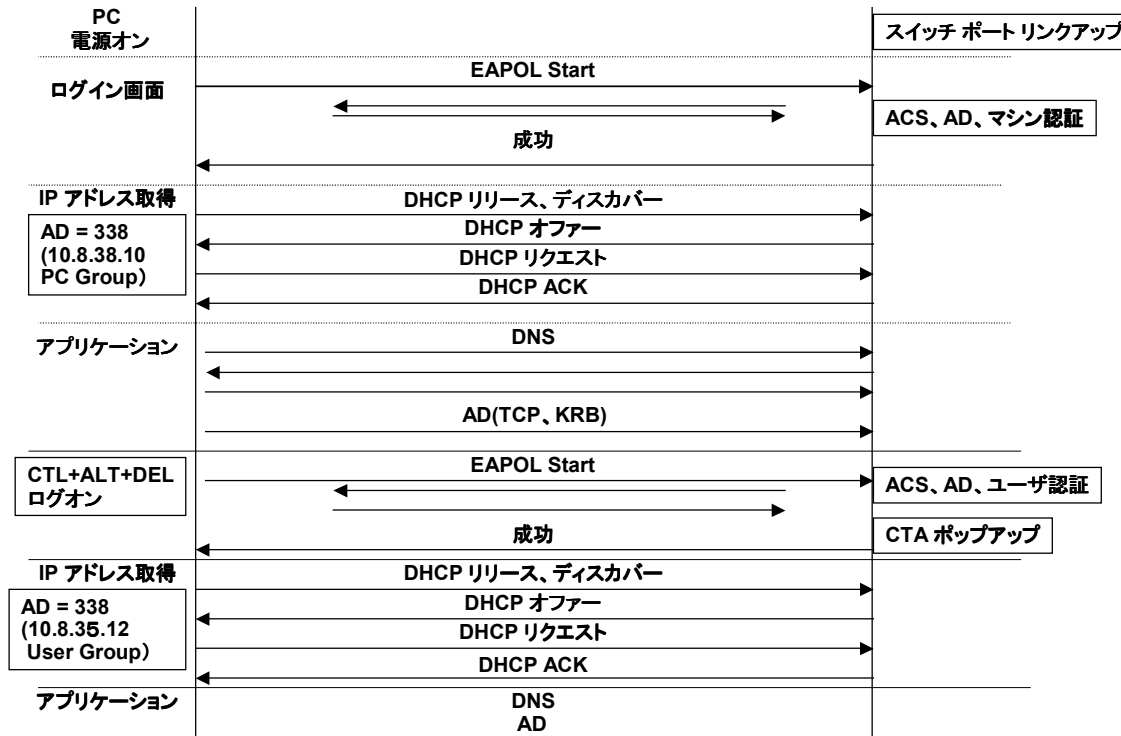 PC
電源オン
スイッチ ポート リンクアップ
EAPOL Start
ログイン画面
ACS、AD、マシン認証
成功
IP アドレス取得
DHCP リリース、ディスカバー
AD = 338
(10.8.38.10
PC Group)
DHCP オファー
DHCP リクエスト
DHCP ACK
アプリケーション
DNS
AD(TCP、KRB)
CTL+ALT+DEL
ログオン
EAPOL Start
ACS、AD、ユーザ認証
成功
CTA ポップアップ
IP アドレス取得
DHCP リリース、ディスカバー
AD = 338
(10.8.35.12
User Group)
DHCP オファー
DHCP リクエスト
DHCP ACK
アプリケーション
DNS
AD